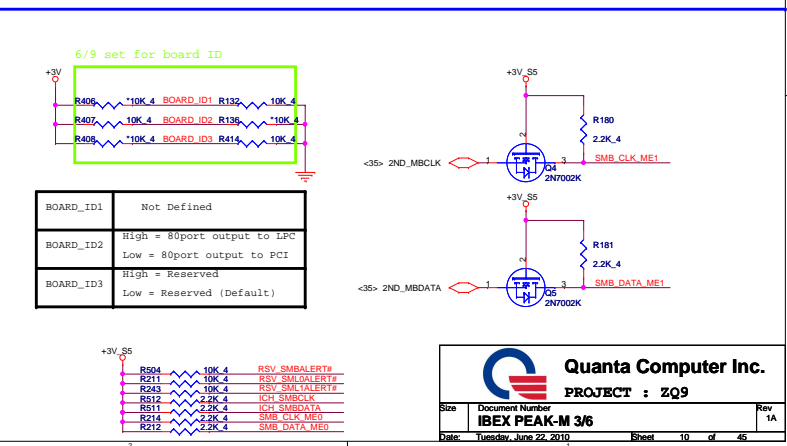 6/9 set for board ID
+3V
R406 *10K_4 BOARD_ID1 R132 10K_4
R407 10K_4 BOARD_ID2 R136 *10K_4
R408 *10K_4 BOARD_ID3 R414 10K_4
BOARD_ID1 Not Defined
BOARD_ID2 High = 80port output to LPC
Low = 80port output to PCI
BOARD_ID3 High = Reserved
Low = Reserved (Default)
+3V_S5
R180
2.2K_4
2
<35> 2ND_MBCLK 1 3 SMB_CLK_ME1
Q4
2N7002K
+3V_S5
R181
2.2K_4
2
<35> 2ND_MBDATA 1 3 SMB_DATA_ME1
Q5
2N7002K
+3V_S5
R504 10K_4 RSV_SMBALERT#
R211 10K_4 RSV_SML0ALERT#
R243 10K_4 RSV_SML1ALERT#
R512 2.2K_4 ICH_SMBCLK
R511 2.2K_4 ICH_SMBDATA
R214 2.2K_4 SMB_CLK_ME0
R212 2.2K_4 SMB_DATA_ME0
Quanta Computer Inc.
PROJECT : ZQ9
Size Document Number Rev
IBEX PEAK-M 3/6 1A
Date: Tuesday, June 22, 2010 Sheet 10 of 45